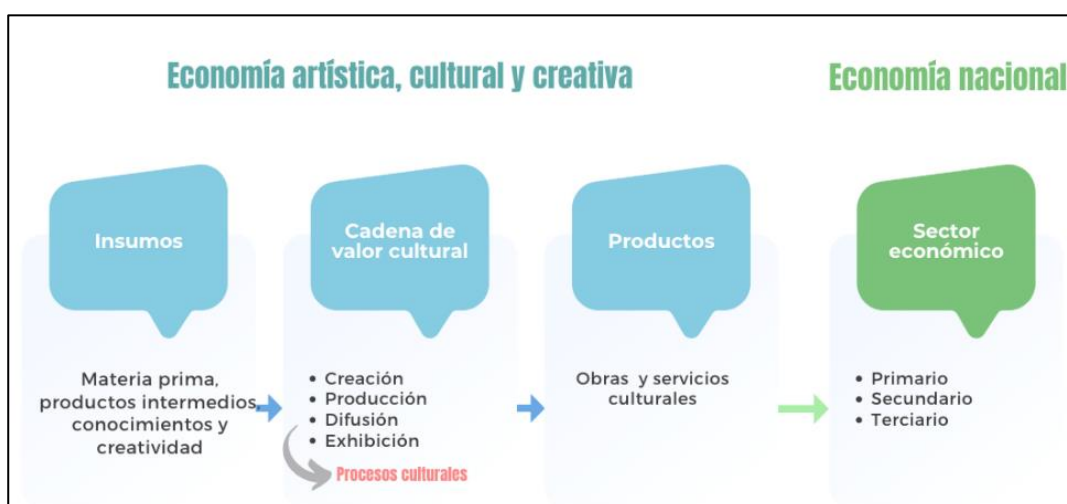 Economía artística, cultural y creativa
Economía nacional
Insumos
Cadena de
valor cultural
Productos
Sector
económico
Materia prima,
productos intermedios,
conocimientos y
creatividad
• Creación
• Producción
• Difusión
• Exhibición
Procesos culturales
Obras y servicios
culturales
• Primario
• Secundario
• Terciario